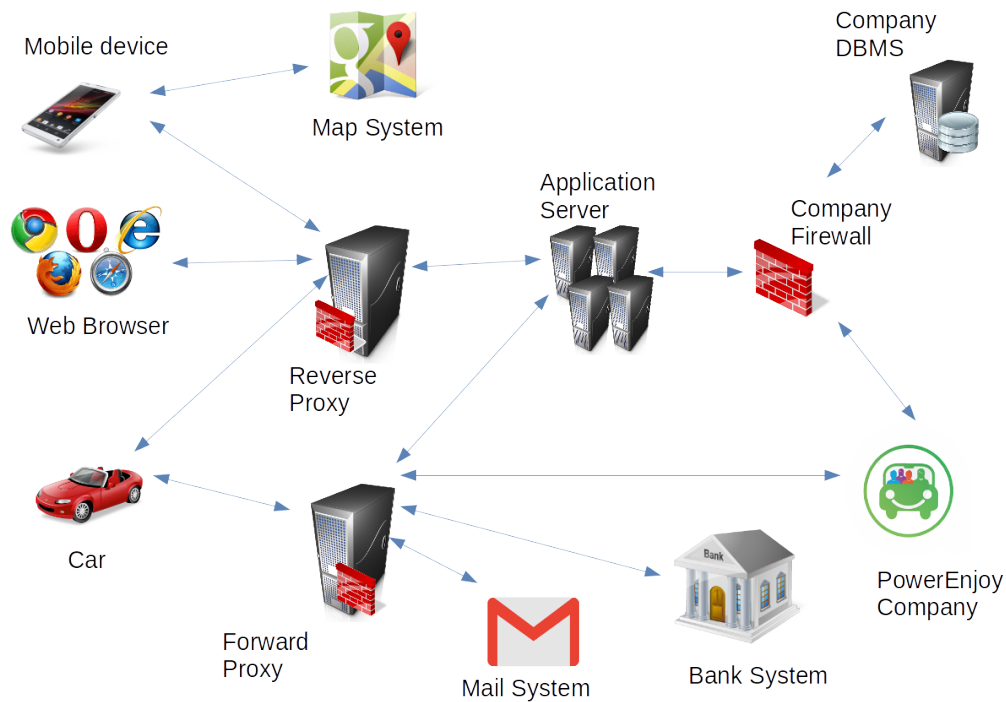 Mobile device
Map System
Company
DBMS
Application
Server
Company
Firewall
Web Browser
Reverse
Proxy
Car
Bank
PowerEnjoy
Company
Forward
Proxy
Mail System
Bank System